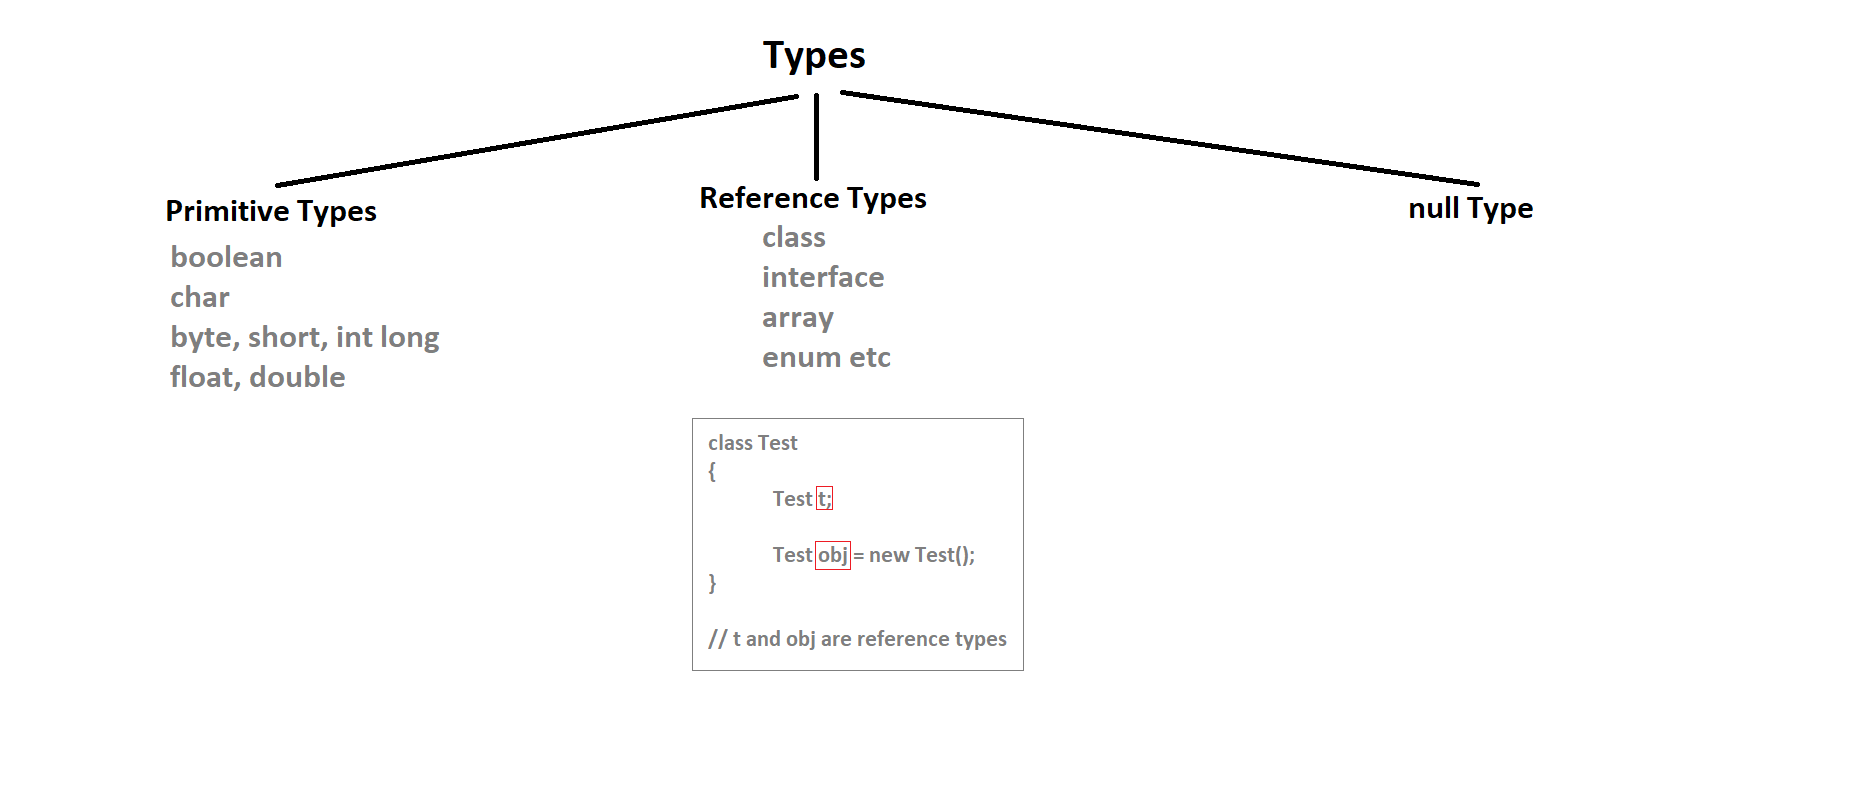 Types
Primitive Types
boolean
char
byte, short, int long
float, double
Reference Types
class
interface
array
enum etc
class Test
{
Test t;
Test obj = new Test();
}
// t and obj are reference types
null Type